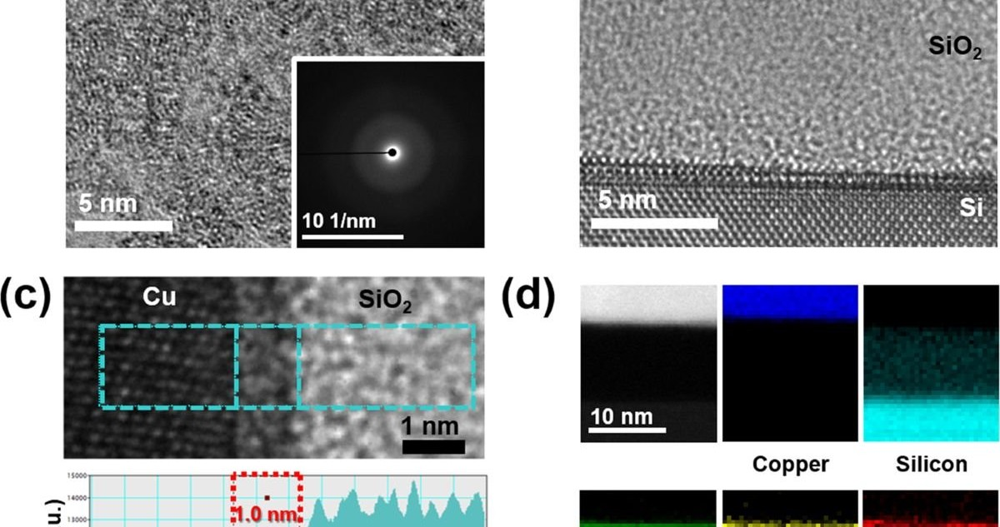 SiO₂
5 nm
10 1/nm
5 nm
Si
(c)
Cu
SiO₂
1 nm
(d)
10 nm
Copper
Silicon
15000
14000
13000
1.0 nm
u.)